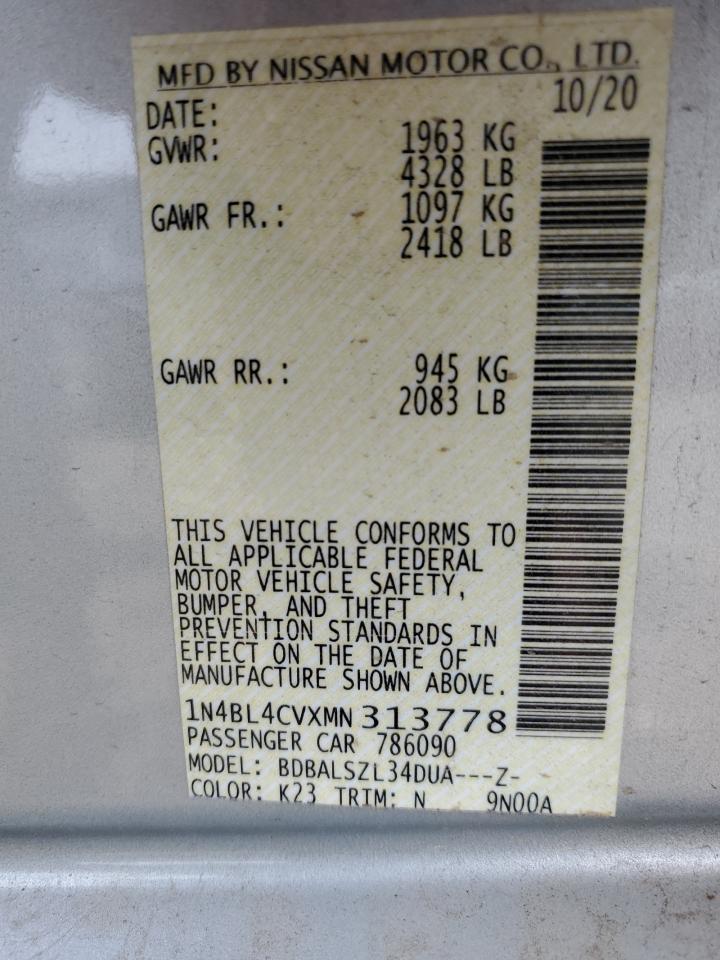 MFD BY NISSAN MOTOR CO., LTD.
DATE: 10/20
GVWR: 1963 KG
4328 LB
GAWR FR.: 1097 KG
2418 LB
GAWR RR.: 945 KG
2083 LB
THIS VEHICLE CONFORMS TO
ALL APPLICABLE FEDERAL
MOTOR VEHICLE SAFETY,
BUMPER, AND THEFT
PREVENTION STANDARDS IN
EFFECT ON THE DATE OF
MANUFACTURE SHOWN ABOVE.
1N4BL4CVXMN313778
PASSENGER CAR 786090
MODEL: BDBALSZL34DUA---Z-
COLOR: K23 TRIM: N 9N00A